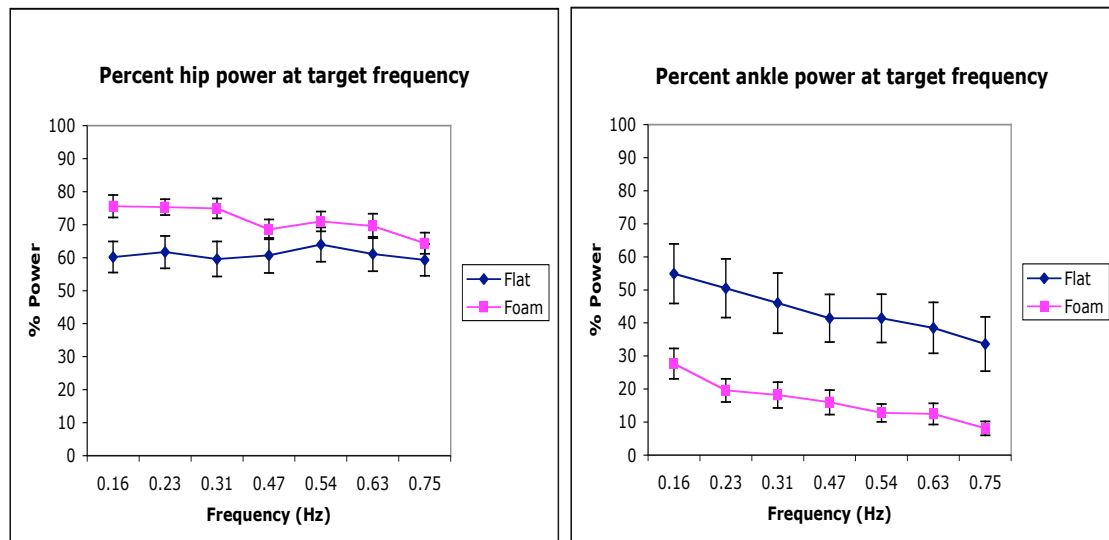 Percent hip power at target frequency
100
90
80
70
60
50
40
30
20
10
0
% Power
0.16 0.23 0.31 0.47 0.54 0.63 0.75
Frequency (Hz)
Flat
Foam
Percent ankle power at target frequency
100
90
80
70
60
50
40
30
20
10
0
% Power
0.16 0.23 0.31 0.47 0.54 0.63 0.75
Frequency (Hz)
Flat
Foam